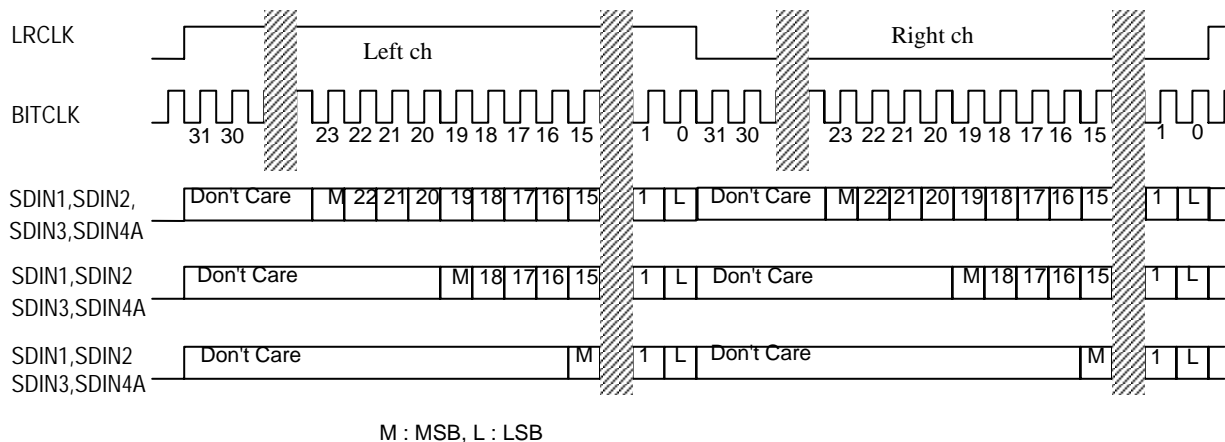 LRCLK Left ch Right ch
BITCLK
31 30 23 22 21 20 19 18 17 16 15 1 0 31 30 23 22 21 20 19 18 17 16 15 1 0
SDIN1,SDIN2, Don't Care M 22 21 20 19 18 17 16 15 1 L Don't Care M 22 21 20 19 18 17 16 15 1 L
SDIN3,SDIN4A
SDIN1,SDIN2 Don't Care M 18 17 16 15 1 L Don't Care M 18 17 16 15 1 L
SDIN3,SDIN4A
SDIN1,SDIN2 Don't Care M 1 L Don't Care M 1 L
SDIN3,SDIN4A
M : MSB, L : LSB